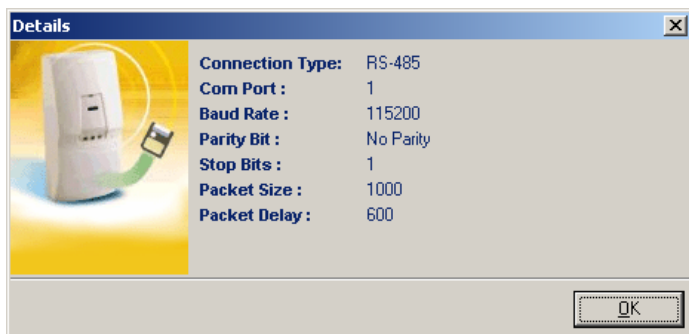 Details
Connection Type: RS-485
Com Port : 1
Baud Rate : 115200
Parity Bit : No Parity
Stop Bits : 1
Packet Size : 1000
Packet Delay : 600
OK